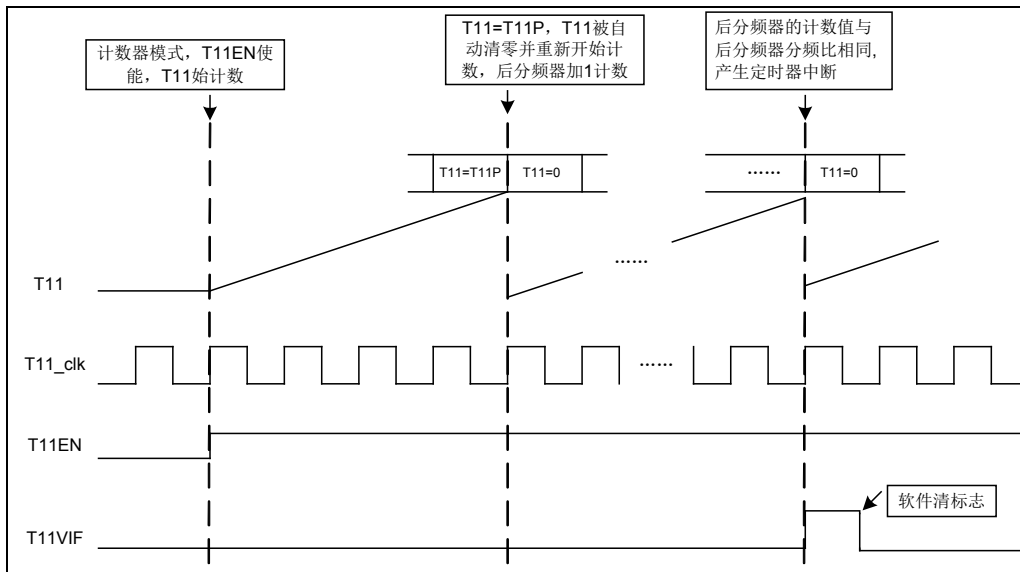 计数器模式，T11EN使
能，T11始计数
T11=T11P，T11被自
动清零并重新开始计
数，后分频器加1计数
后分频器的计数值与
后分频器分频比相同,
产生定时器中断
T11=T11P
T11=0
……
T11=0
……
T11
T11_clk
……
T11EN
软件清标志
T11VIF